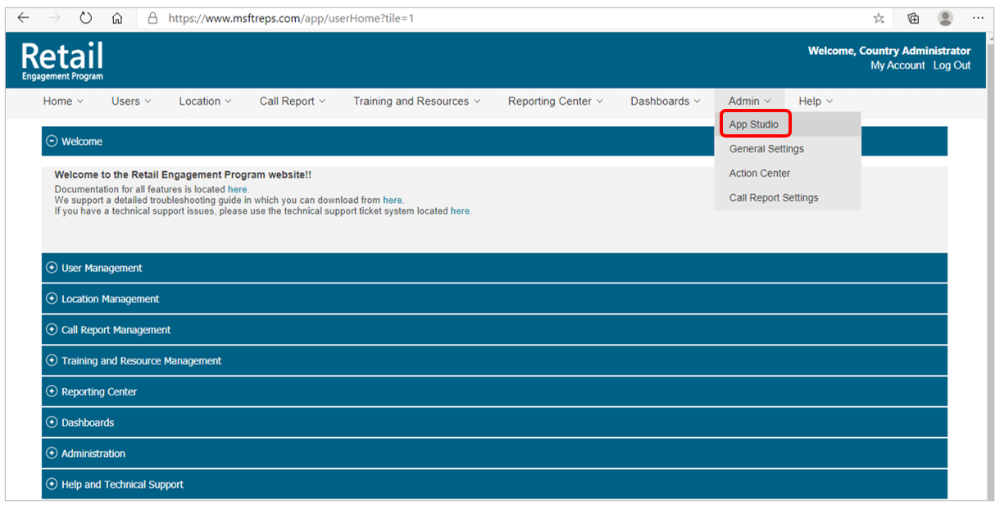 https://www.msftreps.com/app/userHome?tile=1
Retail
Engagement Program
Welcome, Country Administrator
My Account Log Out
Home Users Location Call Report Training and Resources Reporting Center Dashboards Admin Help
App Studio
General Settings
Action Center
Call Report Settings
Welcome
Welcome to the Retail Engagement Program website!!
Documentation for all features is located here.
We support a detailed troubleshooting guide in which you can download from here.
If you have a technical support issues, please use the technical support ticket system located here.
User Management
Location Management
Call Report Management
Training and Resource Management
Reporting Center
Dashboards
Administration
Help and Technical Support